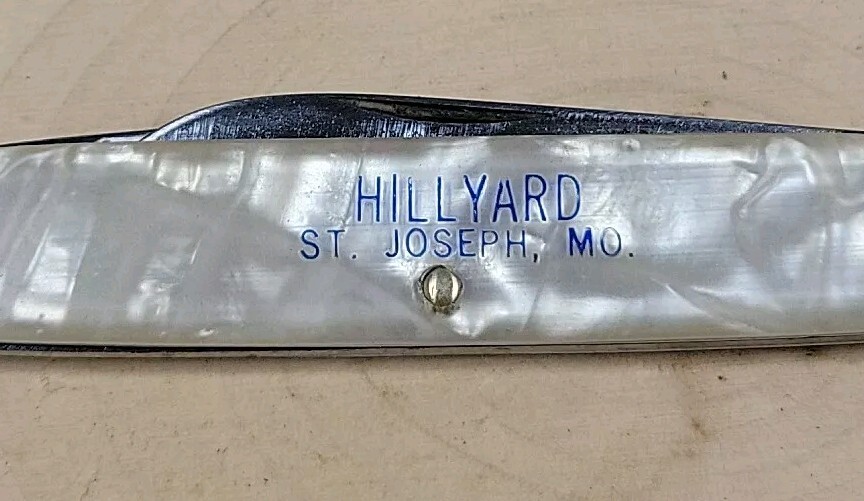 HILLYARD
ST. JOSEPH, MO.